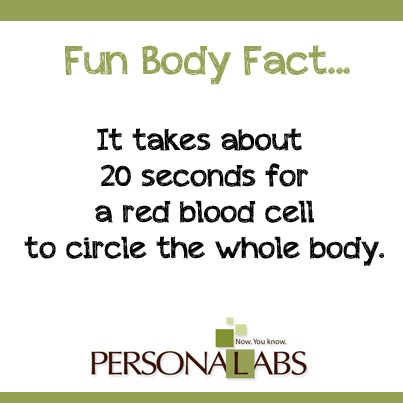 Fun Body Fact...
It takes about
20 seconds for
a red blood cell
to circle the whole body.
Now. You know.
PERSONALABS